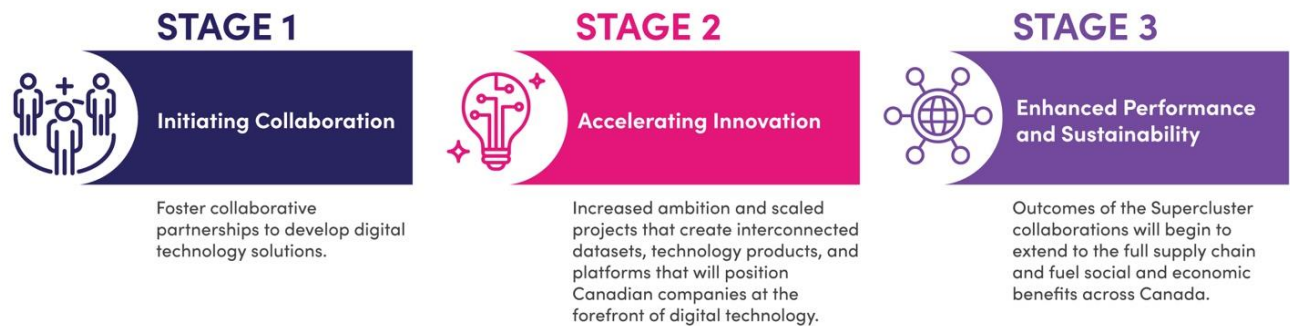 STAGE 1
Initiating Collaboration
Foster collaborative
partnerships to develop digital
technology solutions.
STAGE 2
Accelerating Innovation
Increased ambition and scaled
projects that create interconnected
datasets, technology products, and
platforms that will position
Canadian companies at the
forefront of digital technology.
STAGE 3
Enhanced Performance
and Sustainability
Outcomes of the Supercluster
collaborations will begin to
extend to the full supply chain
and fuel social and economic
benefits across Canada.